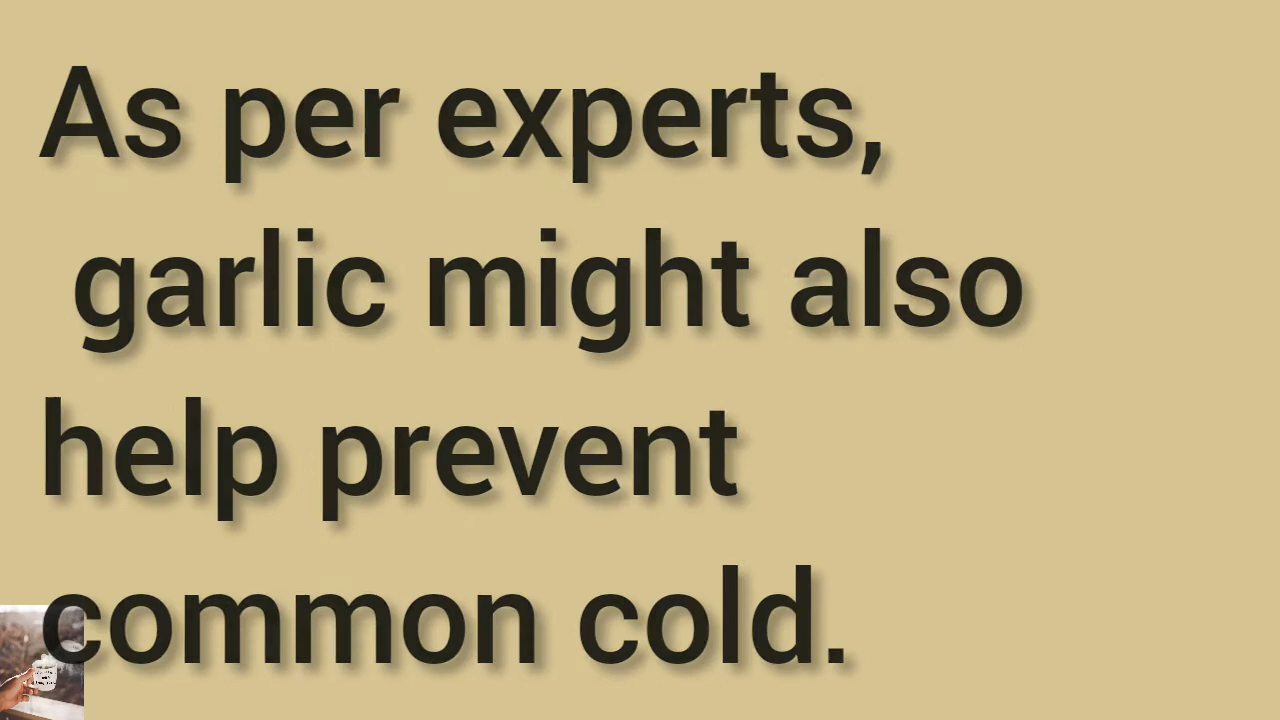 As per experts,
garlic might also
help prevent
common cold.